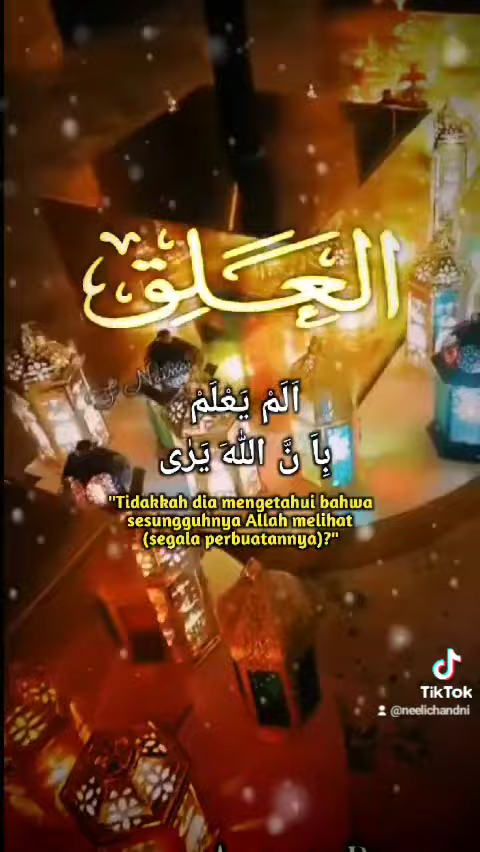 العَلَق
اَلَمْ يَعْلَمْ
بِاَ نَّ اللّٰهَ يَرٰى
"Tidakkah dia mengetahui bahwa
sesungguhnya Allah melihat
(segala perbuatannya)?"
TikTok
@neelichandni